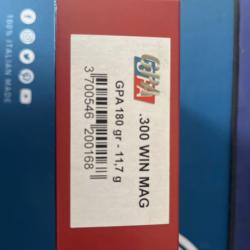 100% ITALIAN MADE
GPA
.300 WIN MAG
GPA 180 gr - 11,7 g
3 700546 200168